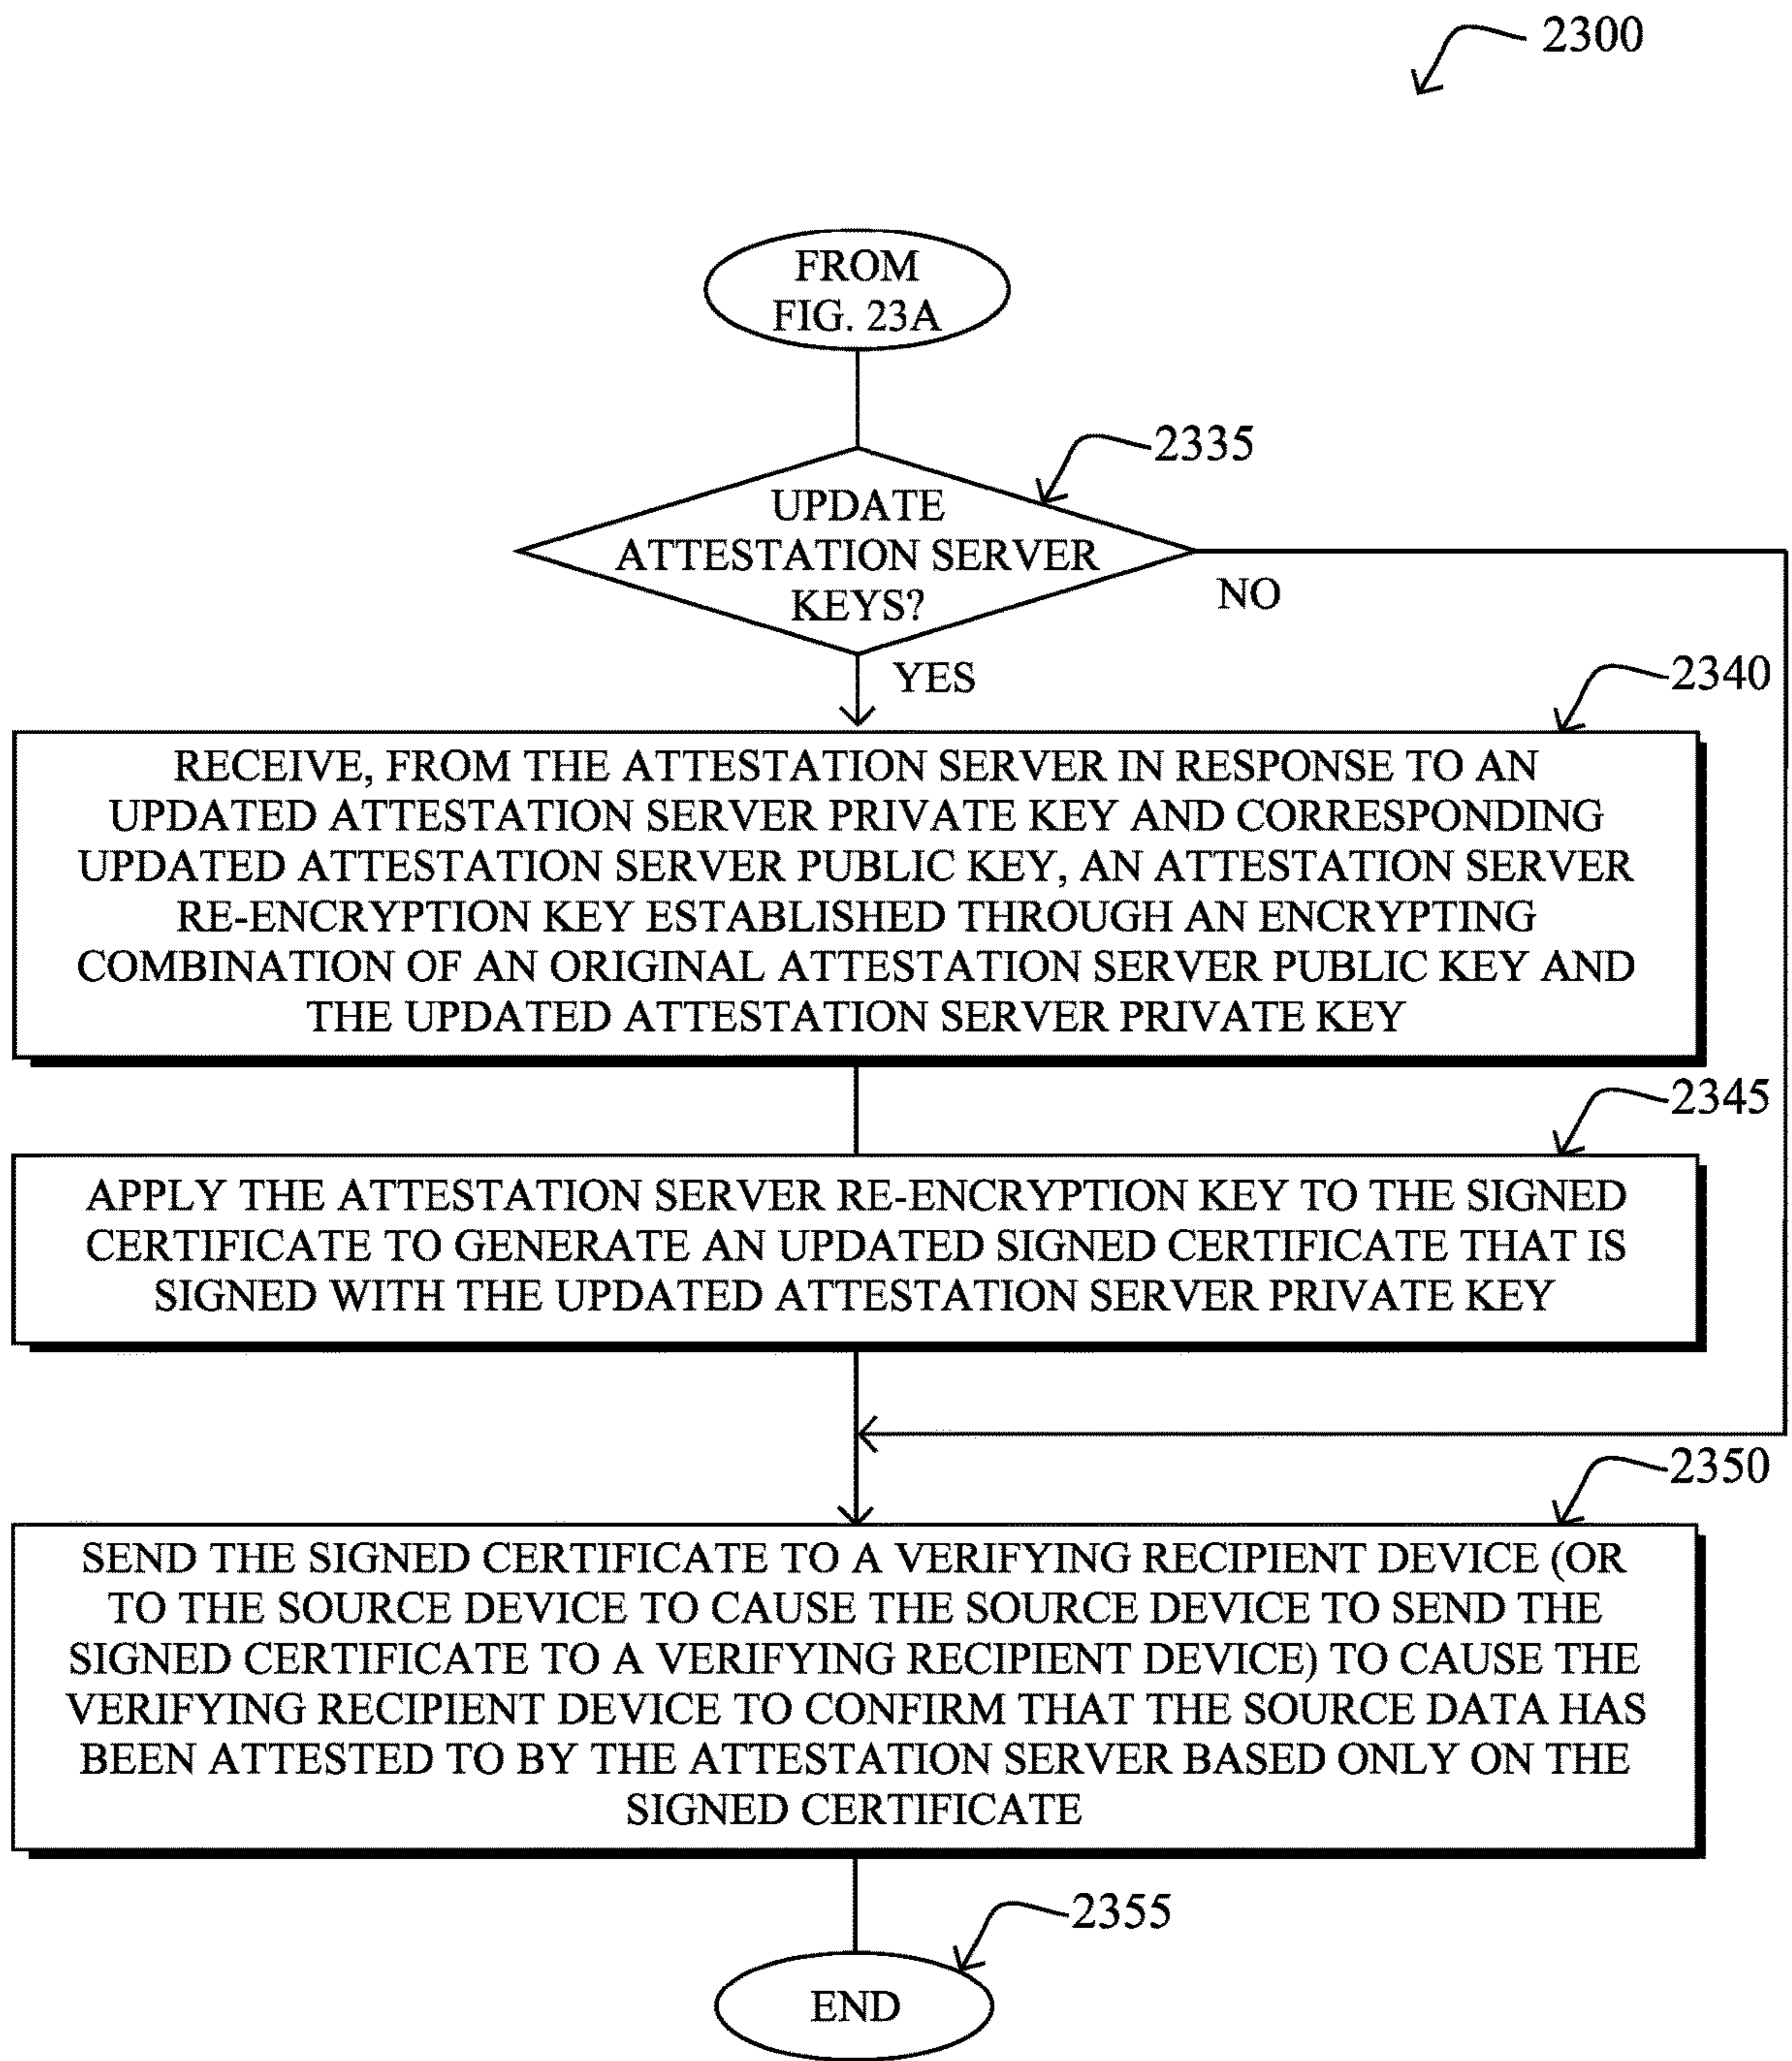 2300
FROM
FIG. 23A
2335
UPDATE
ATTESTATION SERVER
KEYS?
NO
YES
2340
RECEIVE, FROM THE ATTESTATION SERVER IN RESPONSE TO AN
UPDATED ATTESTATION SERVER PRIVATE KEY AND CORRESPONDING
UPDATED ATTESTATION SERVER PUBLIC KEY, AN ATTESTATION SERVER
RE-ENCRYPTION KEY ESTABLISHED THROUGH AN ENCRYPTING
COMBINATION OF AN ORIGINAL ATTESTATION SERVER PUBLIC KEY AND
THE UPDATED ATTESTATION SERVER PRIVATE KEY
2345
APPLY THE ATTESTATION SERVER RE-ENCRYPTION KEY TO THE SIGNED
CERTIFICATE TO GENERATE AN UPDATED SIGNED CERTIFICATE THAT IS
SIGNED WITH THE UPDATED ATTESTATION SERVER PRIVATE KEY
2350
SEND THE SIGNED CERTIFICATE TO A VERIFYING RECIPIENT DEVICE (OR
TO THE SOURCE DEVICE TO CAUSE THE SOURCE DEVICE TO SEND THE
SIGNED CERTIFICATE TO A VERIFYING RECIPIENT DEVICE) TO CAUSE THE
VERIFYING RECIPIENT DEVICE TO CONFIRM THAT THE SOURCE DATA HAS
BEEN ATTESTED TO BY THE ATTESTATION SERVER BASED ONLY ON THE
SIGNED CERTIFICATE
2355
END